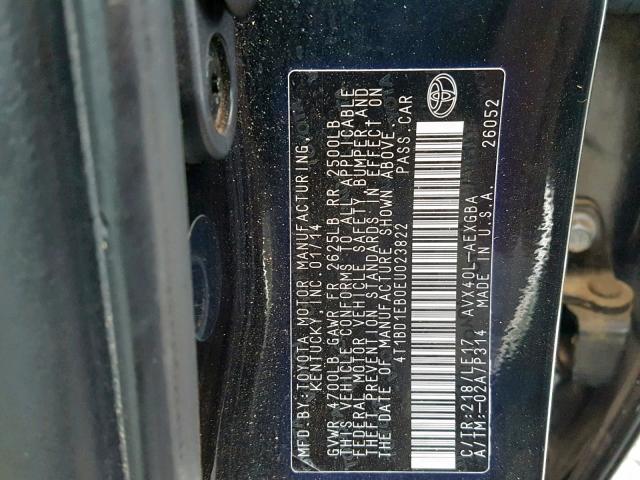 MFD.BY:TOYOTA MOTOR MANUFACTURING,
KENTUCKY, INC. 01/14
GVWR 4700LB GAWR FR 2625LB RR 2500LB
THIS VEHICLE CONFORMS TO ALL APPLICABLE
FEDERAL MOTOR VEHICLE SAFETY, BUMPER AND
THEFT PREVENTION STANDARDS IN EFFECT ON
THE DATE OF MANUFACTURE SHOWN ABOVE.
4T1BD1EB0EU023822 PASS.CAR
C/TR:218/LE17 AVX40L-AEXGBA
A/TM:-02A/P314 MADE IN U.S.A. 26052